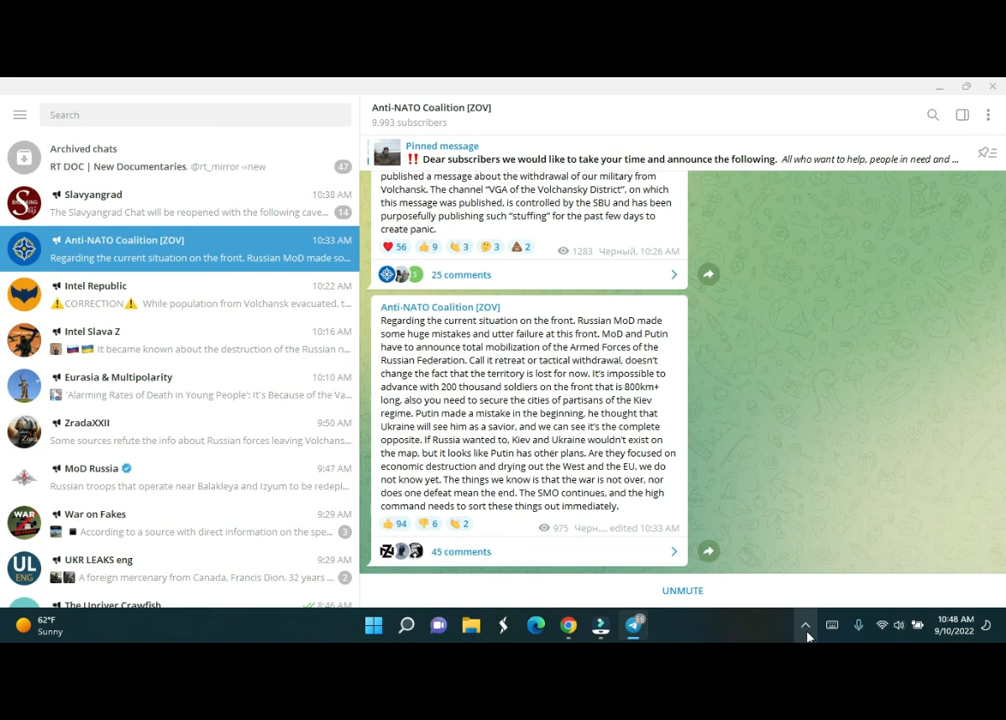 Search
Archived chats
RT DOC | New Documentaries. @rt_mirror <<new
47
Slavyangrad
10:38 AM
The Slavyangrad Chat will be reopened with the following cave...
14
Anti-NATO Coalition [ZOV)
10:33 AM
Regarding the current situation on the front. Russian MoD made so...
Intel Republic
10:22 AM
⚠️CORRECTION⚠️ While population from Volchansk evacuated, t...
Intel Slava Z
10:16 AM
🇷🇺🇺🇦 It became known about the destruction of the Russian n...
Eurasia & Multipolarity
10:10 AM
'Alarming Rates of Death in Young People': It's Because of the Va...
ZradaXXII
9:50 AM
Some sources refute the info about Russian forces leaving Volchans...
MoD Russia
9:47 AM
Russian troops that operate near Balakleya and Izyum to be redepl...
War on Fakes
9:29 AM
According to a source with direct information on the spe...
3
UKR LEAKS eng
9:29 AM
A foreign mercenary from Canada, Francis Dion, 32 years ...
2
The Upriver Crawfish
8:46 AM
Anti-NATO Coalition [ZOV]
9,993 subscribers
Pinned message
‼️ Dear subscribers we would like to take your time and announce the following. All who want to help, people in need and ...
published a message about the withdrawal of our military from
Volchansk. The channel "VGA of the Volchansky District", on which
this message was published, is controlled by the SBU and has been
purposefully publishing such "stuffing" for the past few days to
create panic.
❤️ 56 👍 9 👏 3 🤔 3 💩 2
1283 Черный, 10:26 AM
25 comments
Anti-NATO Coalition [ZOV]
Regarding the current situation on the front. Russian MoD made
some huge mistakes and utter failure at this front. MoD and Putin
have to announce total mobilization of the Armed Forces of the
Russian Federation. Call it retreat or tactical withdrawal, doesn't
change the fact that the territory is lost for now. It's impossible to
advance with 200 thousand soldiers on the front that is 800km+
long, also you need to secure the cities of partisans of the Kiev
regime. Putin made a mistake in the beginning, he thought that
Ukraine will see him as a savior, and we can see it's the complete
opposite. If Russia wanted to, Kiev and Ukraine wouldn't exist on
the map, but it looks like Putin has other plans. Are they focused on
economic destruction and drying out the West and the EU, we do
not know yet. The things we know is that the war is not over, nor
does one defeat mean the end. The SMO continues, and the high
command needs to sort these things out immediately.
👍 94 👎 6 👏 2
975 Черн..., edited 10:33 AM
45 comments
UNMUTE
62°F
Sunny
10:48 AM
9/10/2022